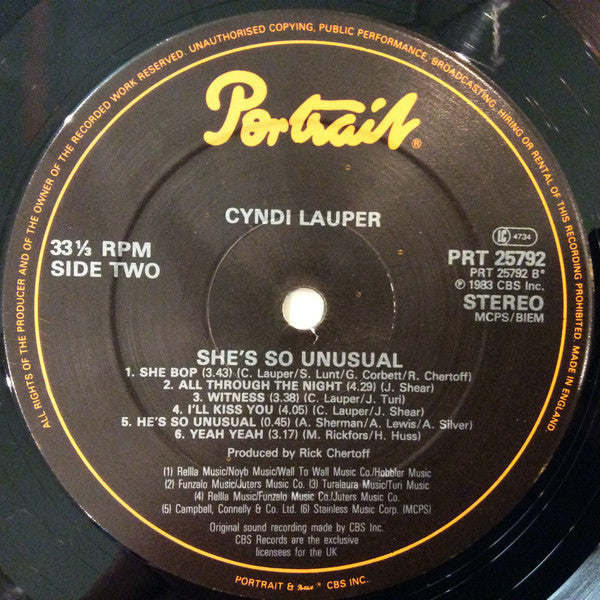 ALL RIGHTS OF THE PRODUCER AND OF THE OWNER OF THE RECORDED WORK RESERVED. UNAUTHORISED COPYING, PUBLIC PERFORMANCE, BROADCASTING, HIRING OR RENTAL OF THIS RECORDING PROHIBITED. MADE IN ENGLAND.
Portrait®
CYNDI LAUPER
33⅓ RPM
SIDE TWO
LC 4734
PRT 25792
PRT 25792 B*
℗ 1983 CBS Inc.
STEREO
MCPS/BIEM
SHE'S SO UNUSUAL
1. SHE BOP (3.43) (C. Lauper/S. Lunt/G. Corbett/R. Chertoff)
2. ALL THROUGH THE NIGHT (4.29) (J. Shear)
3. WITNESS (3.38) (C. Lauper/J. Turi)
4. I'LL KISS YOU (4.05) (C. Lauper/J. Shear)
5. HE'S SO UNUSUAL (0.45) (A. Sherman/A. Lewis/A. Silver)
6. YEAH YEAH (3.17) (M. Rickfors/H. Huss)
Produced by Rick Chertoff
(1) Rellla Music/Noyb Music/Wall To Wall Music Co./Hobbler Music
(2) Funzalo Music/Juters Music Co. (3) Turalaura Music/Turi Music
(4) Rellla Music/Funzalo Music/Juters Music Co.
(5) Campbell, Connelly & Co. Ltd. (6) Stainless Music Corp. (MCPS)
Original sound recording made by CBS Inc.
CBS Records are the exclusive
licensees for the UK
PORTRAIT & Portrait ® CBS INC.